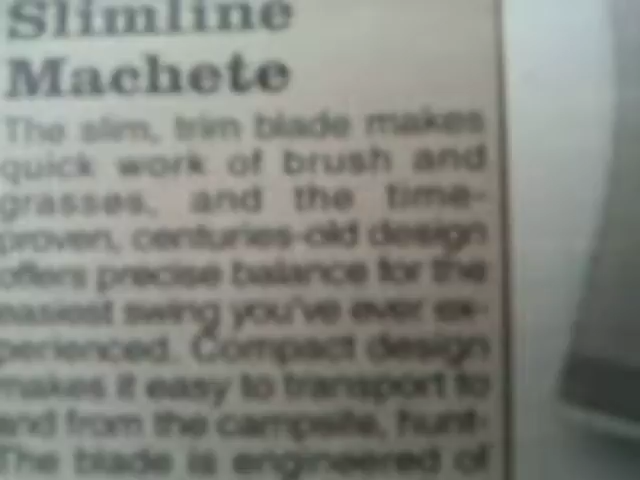 Slimline
Machete
The slim, trim blade makes
quick work of brush and
grasses, and the time-
proven, centuries-old design
offers precise balance for the
easiest swing you've ever ex-
perienced. Compact design
makes it easy to transport to
and from the campsite, hunt-
The blade is engineered of